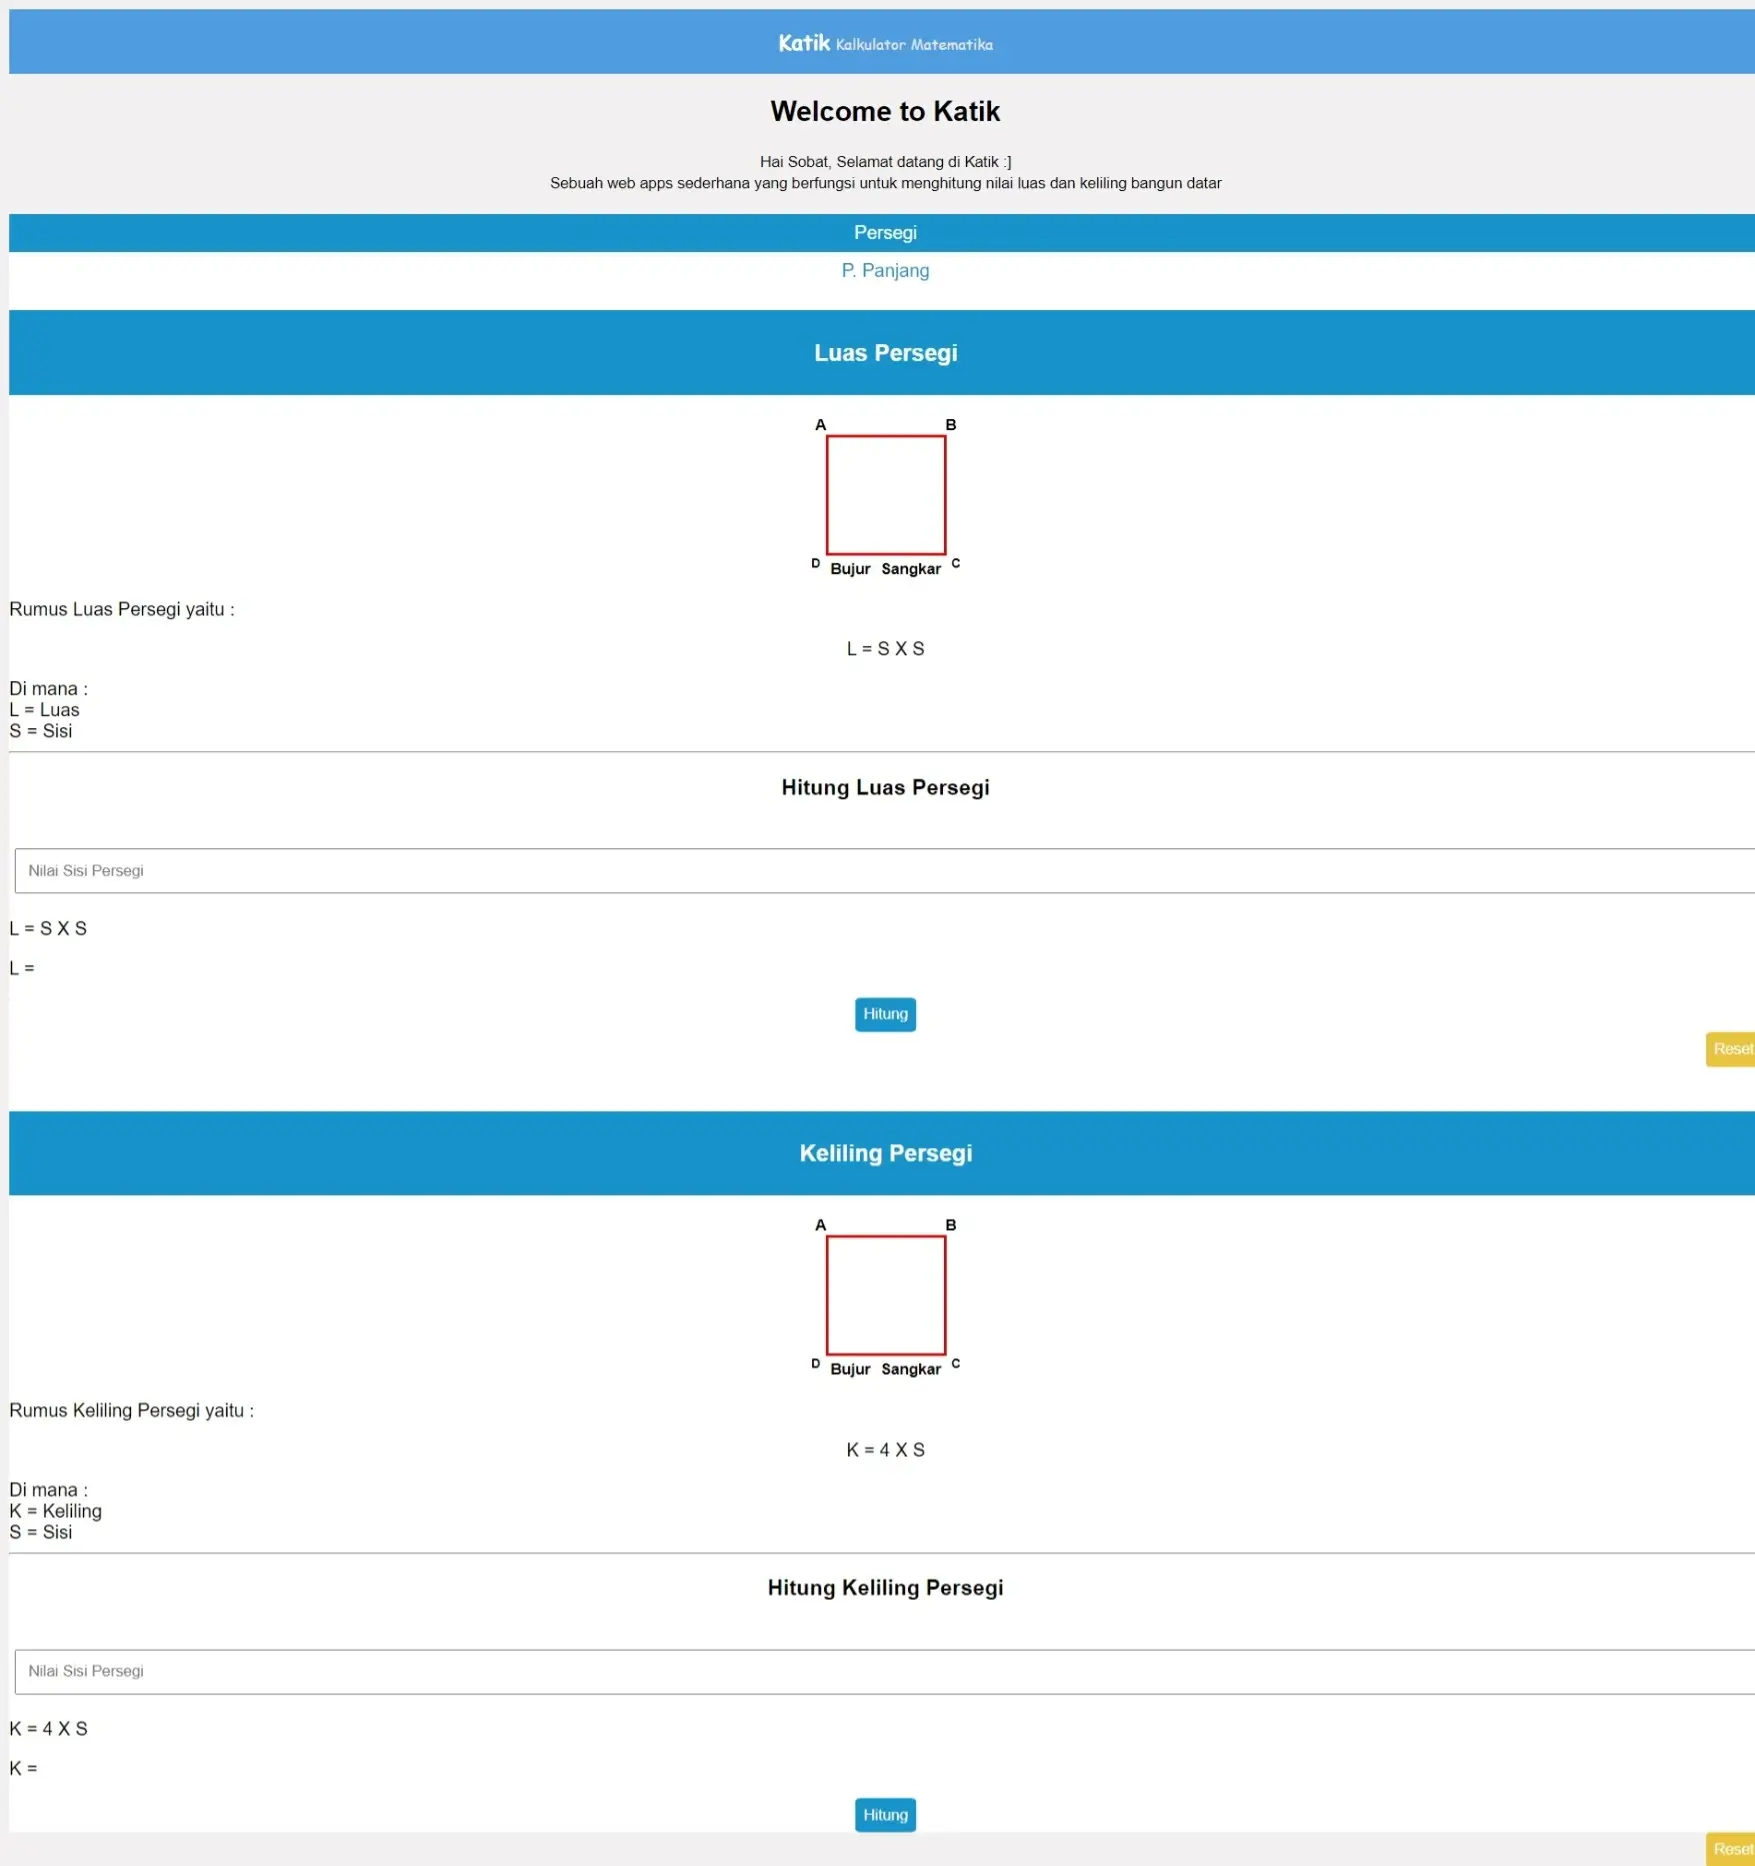 Katik Kalkulator Matematika
Welcome to Katik
Hai Sobat, Selamat datang di Katik :]
Sebuah web apps sederhana yang berfungsi untuk menghitung nilai luas dan keliling bangun datar
Persegi
P. Panjang
Luas Persegi
A B
D Bujur Sangkar C
Rumus Luas Persegi yaitu :
L = S X S
Di mana :
L = Luas
S = Sisi
Hitung Luas Persegi
Nilai Sisi Persegi
L = S X S
L =
Hitung
Reset
Keliling Persegi
A B
D Bujur Sangkar C
Rumus Keliling Persegi yaitu :
K = 4 X S
Di mana :
K = Keliling
S = Sisi
Hitung Keliling Persegi
Nilai Sisi Persegi
K = 4 X S
K =
Hitung
Reset